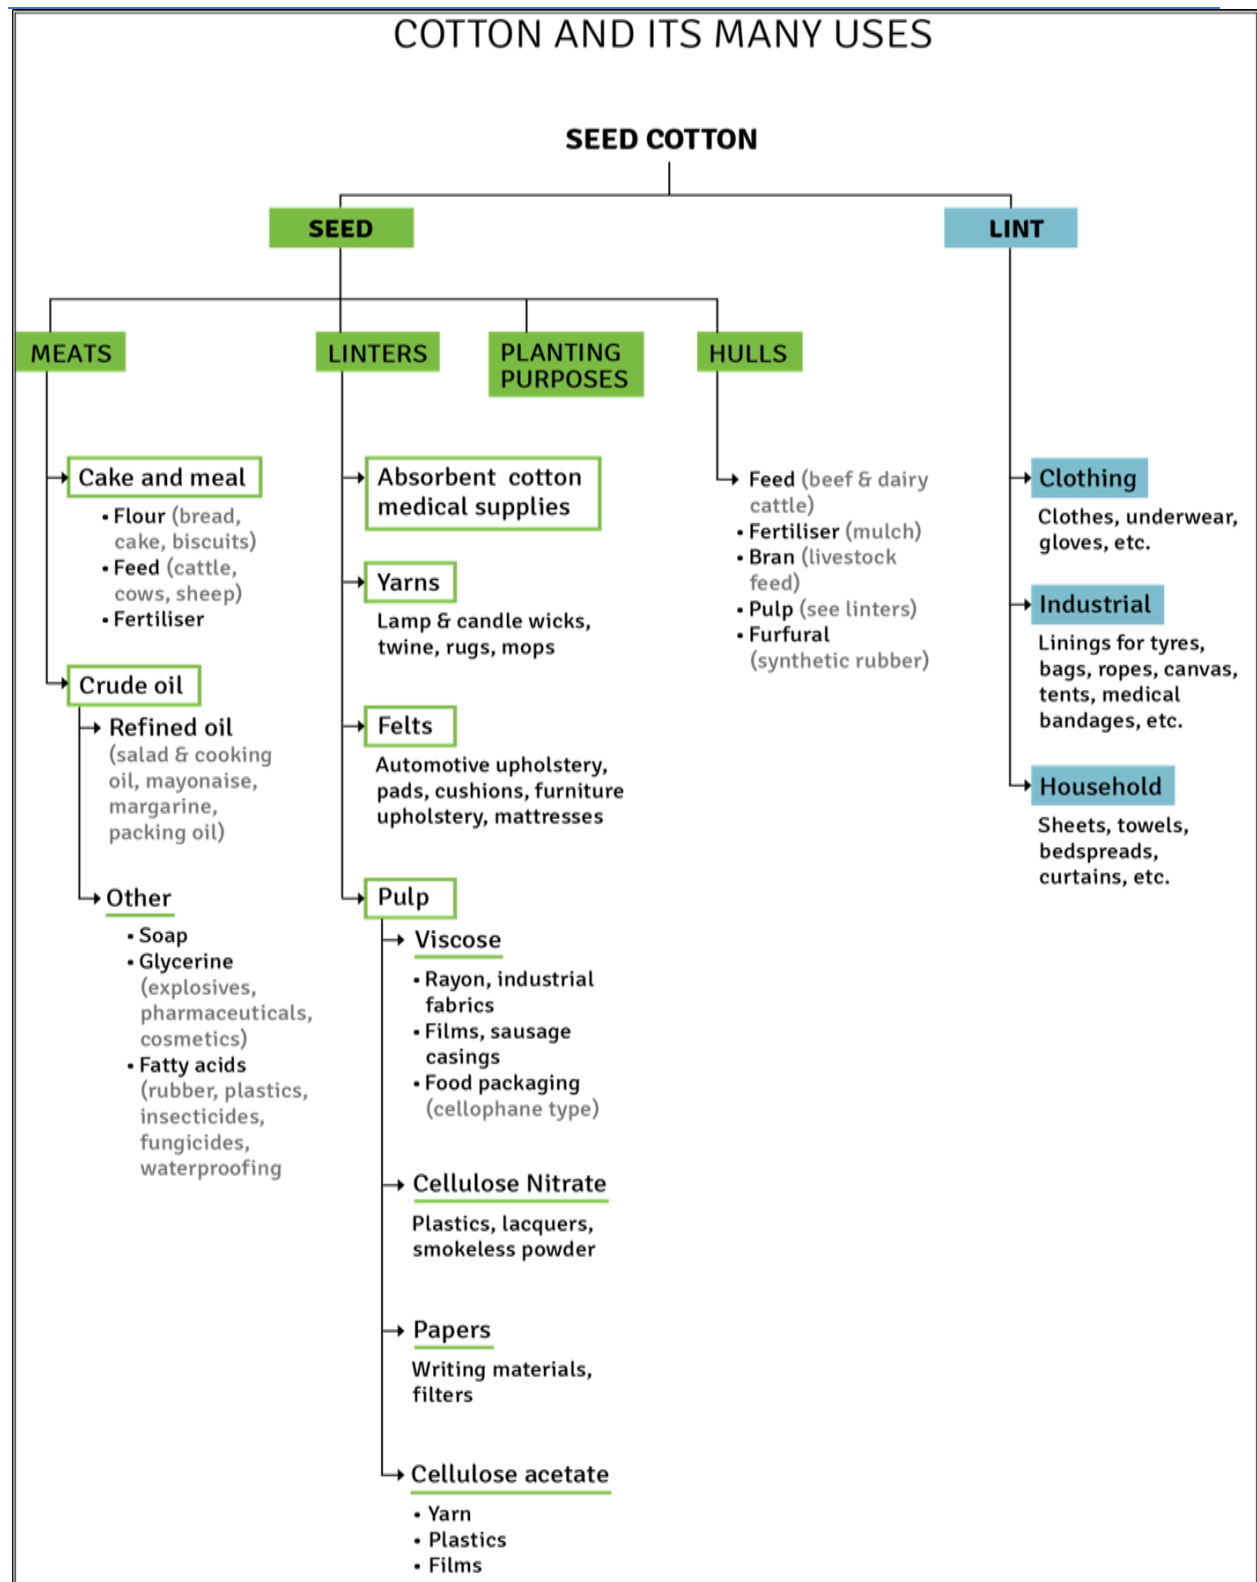 COTTON AND ITS MANY USES
SEED COTTON
SEED
LINT
MEATS
LINTERS
PLANTING
PURPOSES
HULLS
Cake and meal
• Flour (bread,
cake, biscuits)
• Feed (cattle,
cows, sheep)
• Fertiliser
Crude oil
Refined oil
(salad & cooking
oil, mayonaise,
margarine,
packing oil)
Other
• Soap
• Glycerine
(explosives,
pharmaceuticals,
cosmetics)
• Fatty acids
(rubber, plastics,
insecticides,
fungicides,
waterproofing
Absorbent cotton
medical supplies
Yarns
Lamp & candle wicks,
twine, rugs, mops
Felts
Automotive upholstery,
pads, cushions, furniture
upholstery, mattresses
Pulp
Viscose
• Rayon, industrial
fabrics
• Films, sausage
casings
• Food packaging
(cellophane type)
Cellulose Nitrate
Plastics, lacquers,
smokeless powder
Papers
Writing materials,
filters
Cellulose acetate
• Yarn
• Plastics
• Films
• Feed (beef & dairy
cattle)
• Fertiliser (mulch)
• Bran (livestock
feed)
• Pulp (see linters)
• Furfural
(synthetic rubber)
Clothing
Clothes, underwear,
gloves, etc.
Industrial
Linings for tyres,
bags, ropes, canvas,
tents, medical
bandages, etc.
Household
Sheets, towels,
bedspreads,
curtains, etc.